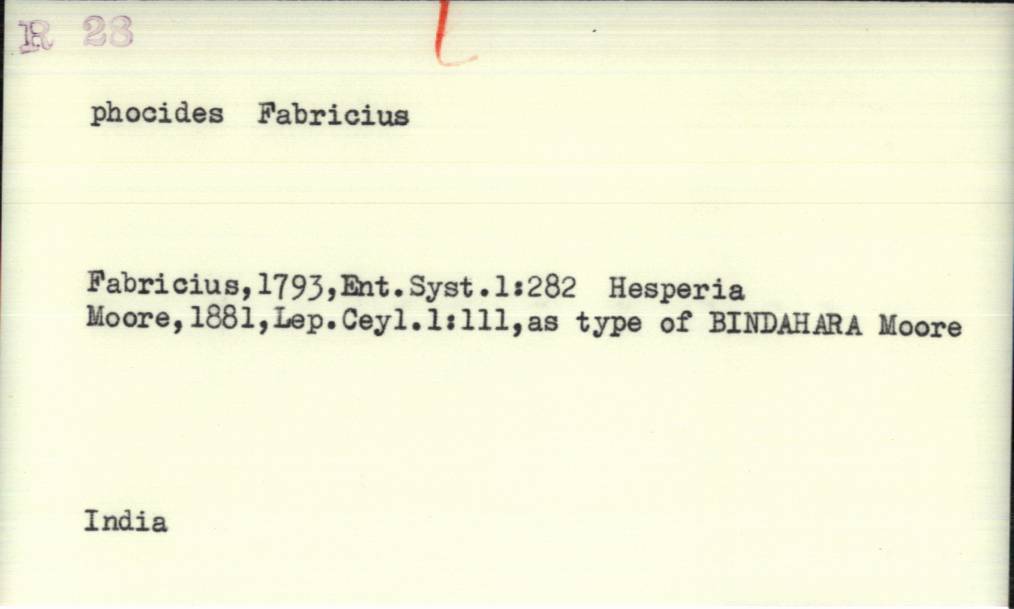 R 28
phocides Fabricius
Fabricius,1793,Ent.Syst.1:282 Hesperia
Moore,1881,Lep.Ceyl.1:111,as type of BINDAHARA Moore
India